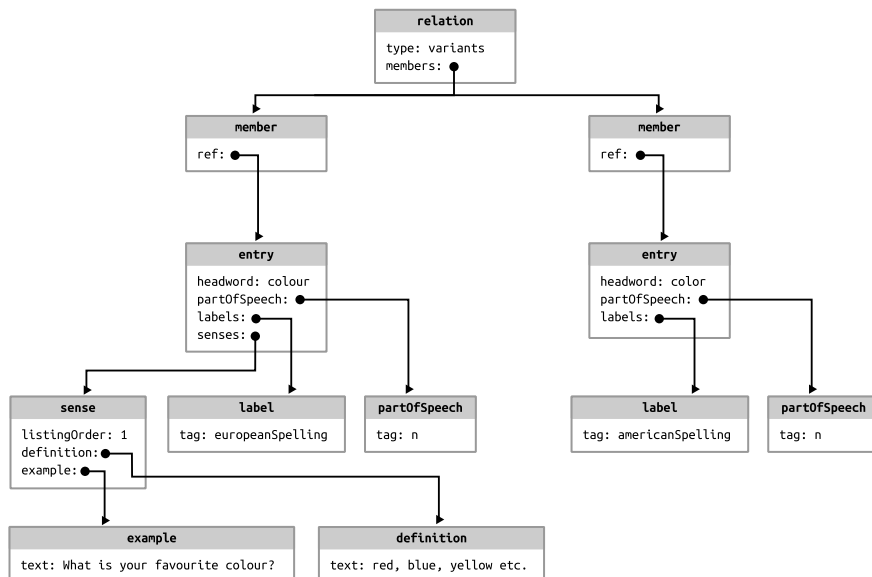 relation
type: variants
members:
member
ref:
member
ref:
entry
headword: colour
partOfSpeech:
labels:
senses:
entry
headword: color
partOfSpeech:
labels:
sense
listingOrder: 1
definition:
example:
label
tag: europeanSpelling
partOfSpeech
tag: n
label
tag: americanSpelling
partOfSpeech
tag: n
example
text: What is your favourite colour?
definition
text: red, blue, yellow etc.